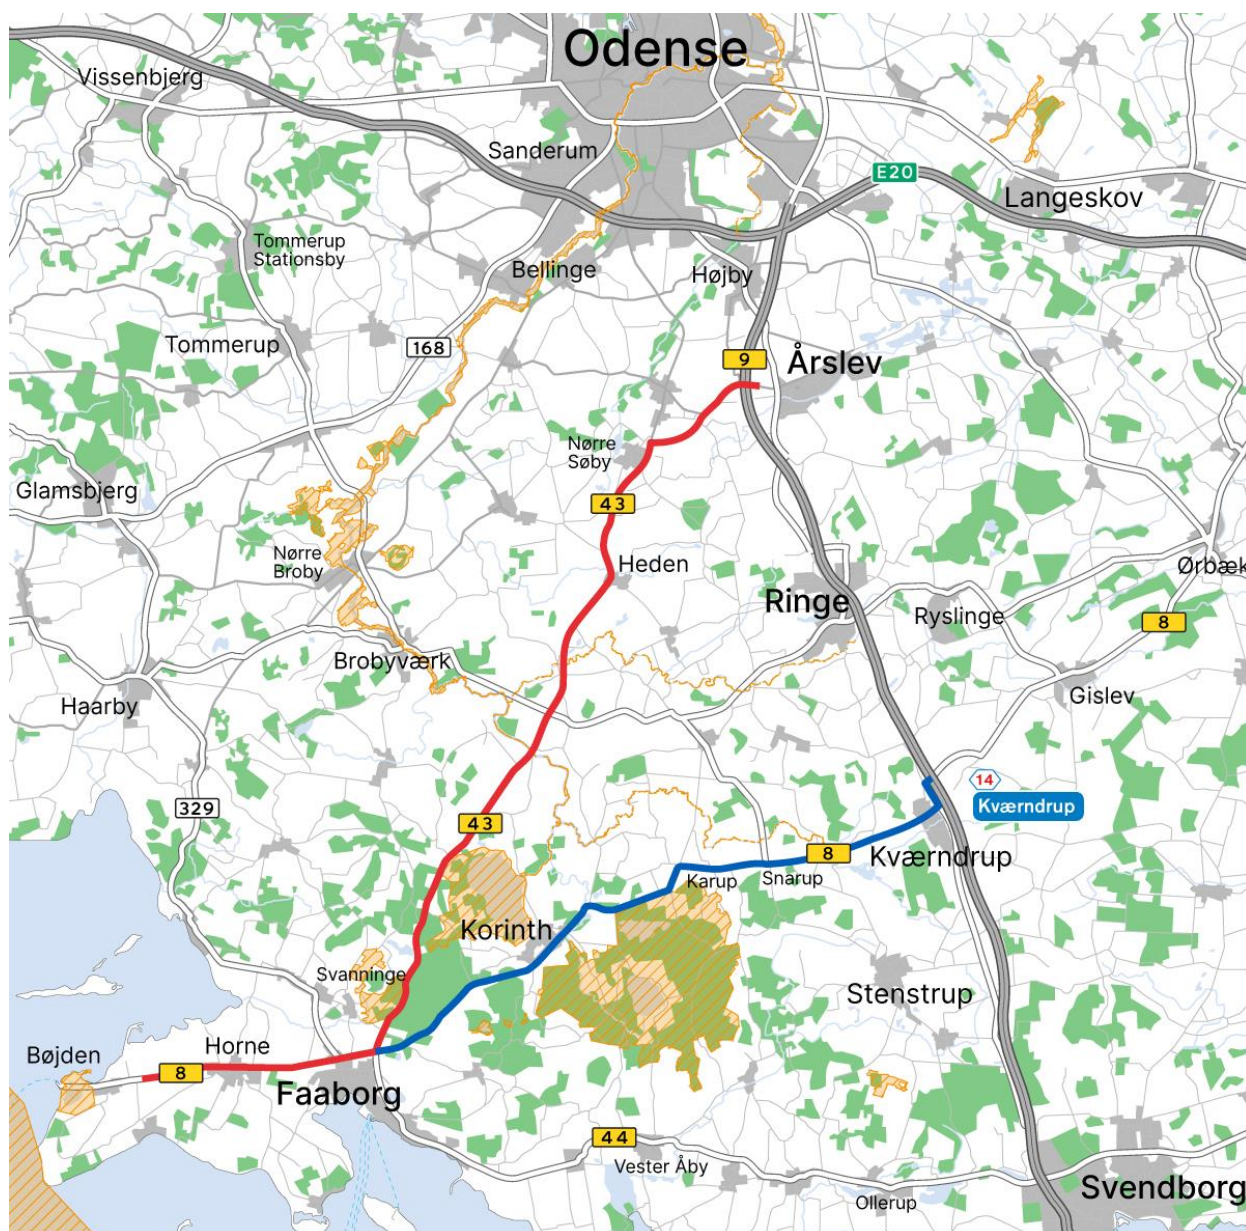 Odense
Vissenbjerg
Sanderum
E20
Langeskov
Tommerup
Stationsby
Bellinge
Højby
Tommerup
168
9
Årslev
Nørre
Søby
Glamsbjerg
43
Nørre
Broby
Heden
Ørbæk
Ringe
Ryslinge
8
Brobyværk
Haarby
Gislev
14
Kværndrup
329
43
8
Kværndrup
Karup
Snarup
Korinth
Svanninge
Stenstrup
Horne
Bøjden
8
Faaborg
44
Vester Åby
Ollerup
Svendborg